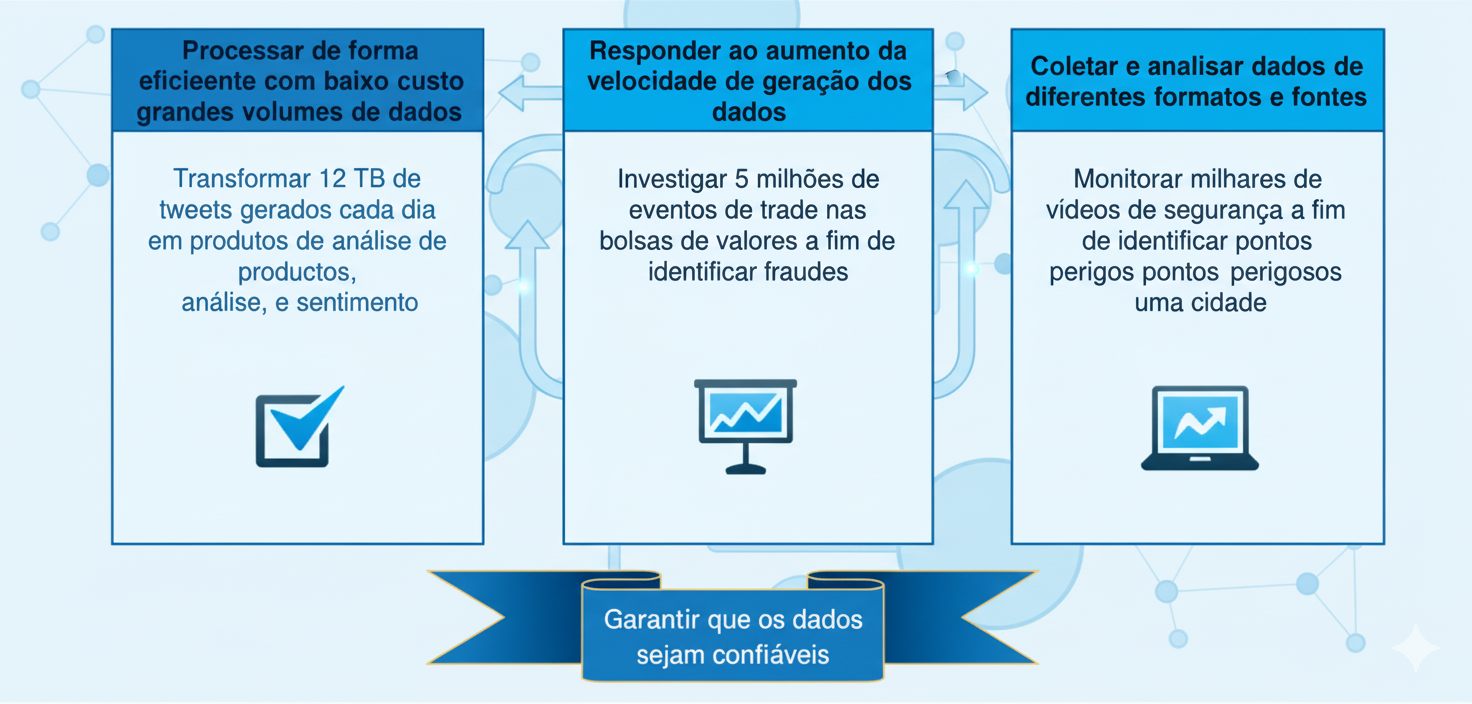 Processar de forma
eficieente com baixo custo
grandes volumes de dados
Transformar 12 TB de
tweets gerados cada dia
em produtos de análise de
productos,
análise, e sentimento
Responder ao aumento da
velocidade de geração dos
dados
Investigar 5 milhões de
eventos de trade nas
bolsas de valores a fim de
identificar fraudes
Coletar e analisar dados de
diferentes formatos e fontes
Monitorar milhares de
vídeos de segurança a fim
de identificar pontos
perigos pontos perigosos
uma cidade
Garantir que os dados
sejam confiáveis